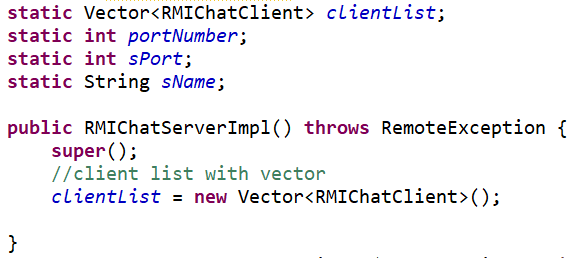 static Vector<RMIChatClient> clientList;
static int portNumber;
static int sPort;
static String sName;
public RMIChatServerImpl() throws RemoteException {
super();
//client list with vector
clientList = new Vector<RMIChatClient>();
}